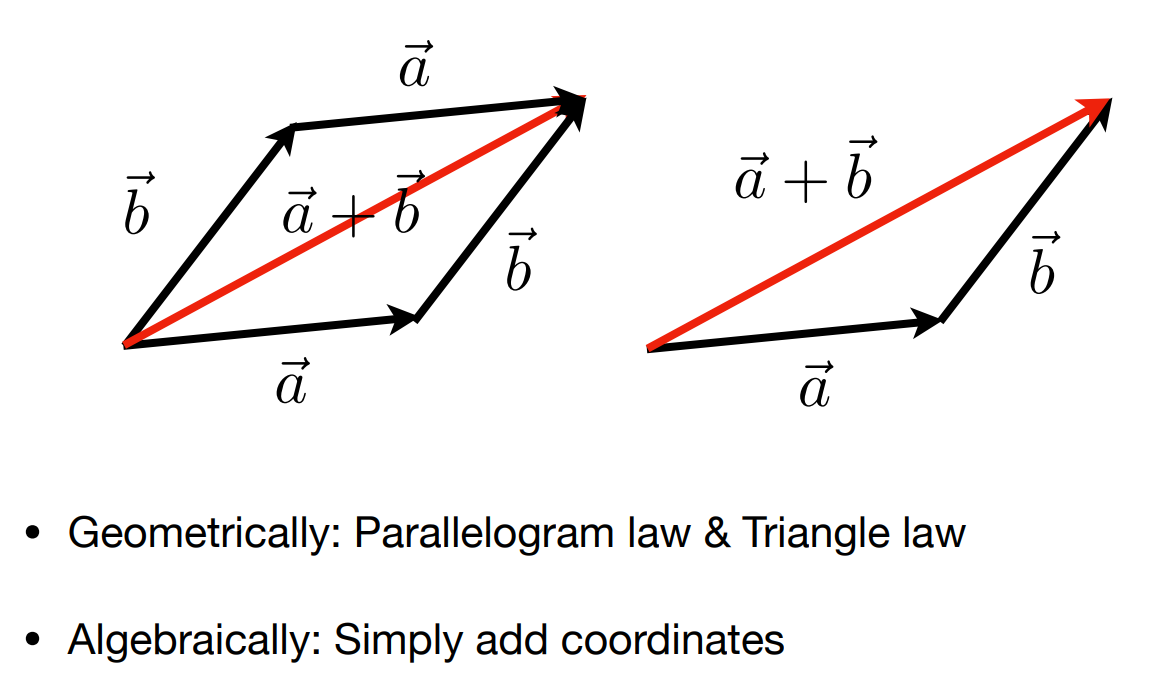 $\vec{a}$
$\vec{b}$
$\vec{a} + \vec{b}$
$\vec{b}$
$\vec{a}$
$\vec{a} + \vec{b}$
$\vec{b}$
$\vec{a}$
• Geometrically: Parallelogram law & Triangle law
• Algebraically: Simply add coordinates